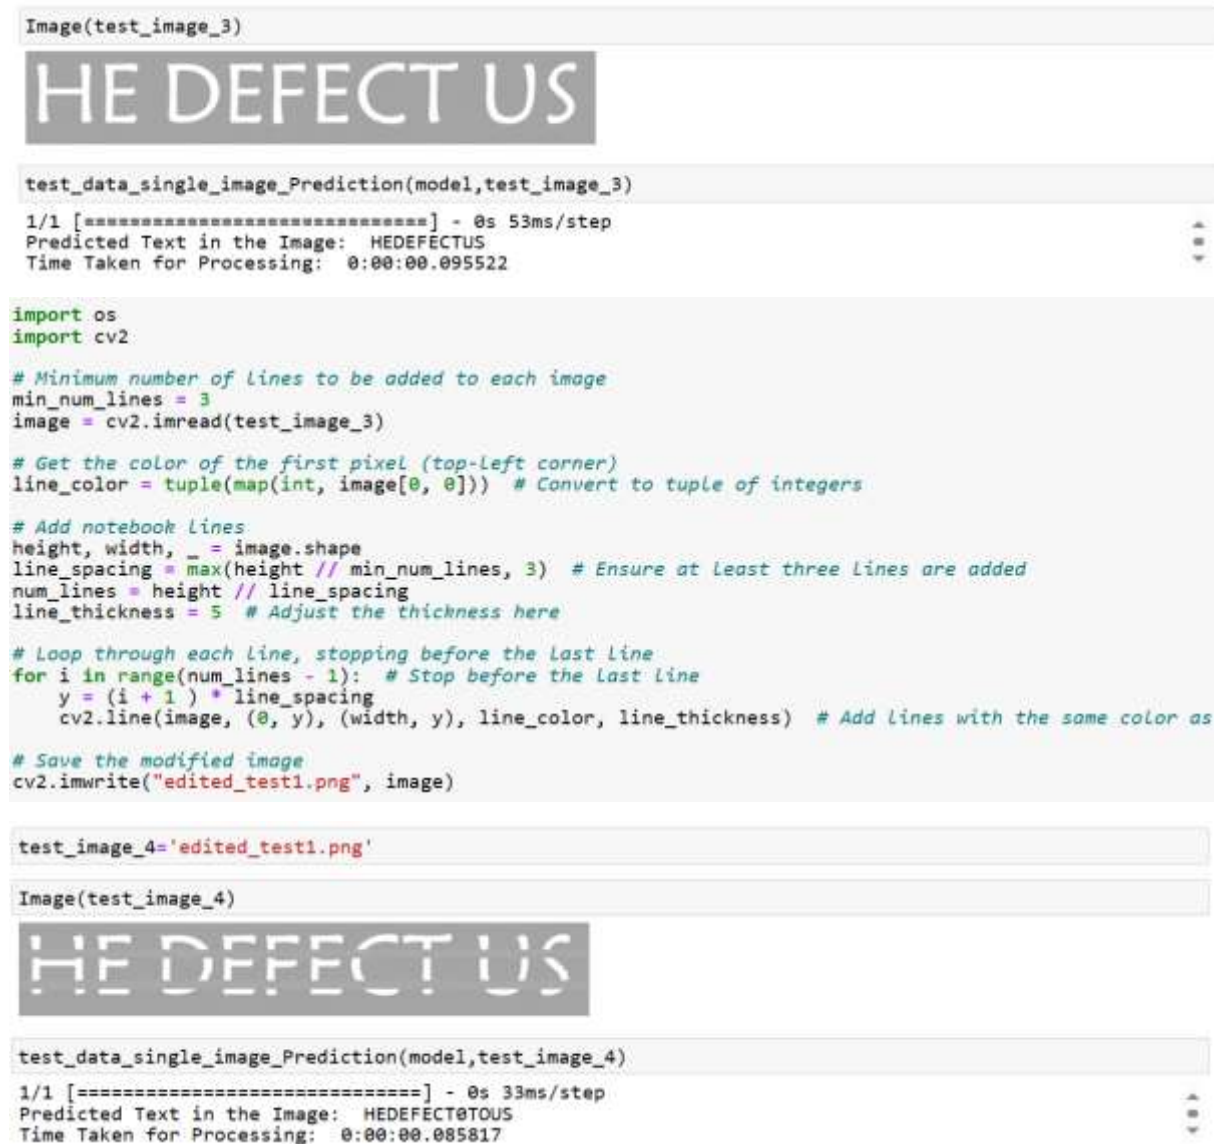 Image(test_image_3)
HE DEFECT US
test_data_single_image_Prediction(model,test_image_3)
1/1 [==============================] - 0s 53ms/step
Predicted Text in the Image:  HEDEFECTUS
Time Taken for Processing:  0:00:00.095522
import os
import cv2
# Minimum number of lines to be added to each image
min_num_lines = 3
image = cv2.imread(test_image_3)
# Get the color of the first pixel (top-left corner)
line_color = tuple(map(int, image[0, 0]))  # Convert to tuple of integers
# Add notebook lines
height, width, _ = image.shape
line_spacing = max(height // min_num_lines, 3)  # Ensure at least three lines are added
num_lines = height // line_spacing
line_thickness = 5  # Adjust the thickness here
# Loop through each line, stopping before the last line
for i in range(num_lines - 1):  # Stop before the last line
    y = (i + 1 ) * line_spacing
    cv2.line(image, (0, y), (width, y), line_color, line_thickness)  # Add lines with the same color as
# Save the modified image
cv2.imwrite("edited_test1.png", image)
test_image_4='edited_test1.png'
Image(test_image_4)
HE DEFECT US
test_data_single_image_Prediction(model,test_image_4)
1/1 [==============================] - 0s 33ms/step
Predicted Text in the Image:  HEDEFECT0TOUS
Time Taken for Processing:  0:00:00.085817